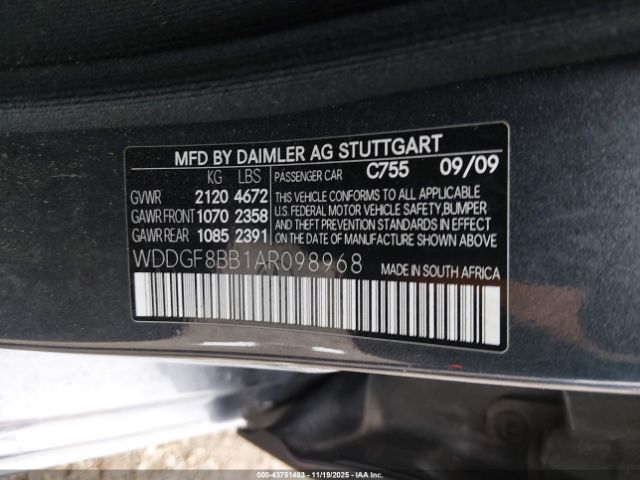 MFD BY DAIMLER AG STUTTGART
KG LBS PASSENGER CAR C755 09/09
GVWR 2120 4672
GAWR FRONT 1070 2358
GAWR REAR 1085 2391
THIS VEHICLE CONFORMS TO ALL APPLICABLE
U.S. FEDERAL MOTOR VEHICLE SAFETY, BUMPER
AND THEFT PREVENTION STANDARDS IN EFFECT
ON THE DATE OF MANUFACTURE SHOWN ABOVE.
WDDGF8BB1AR098968 MADE IN SOUTH AFRICA
000-43751483 - 11/19/2025 - IAA, Inc.